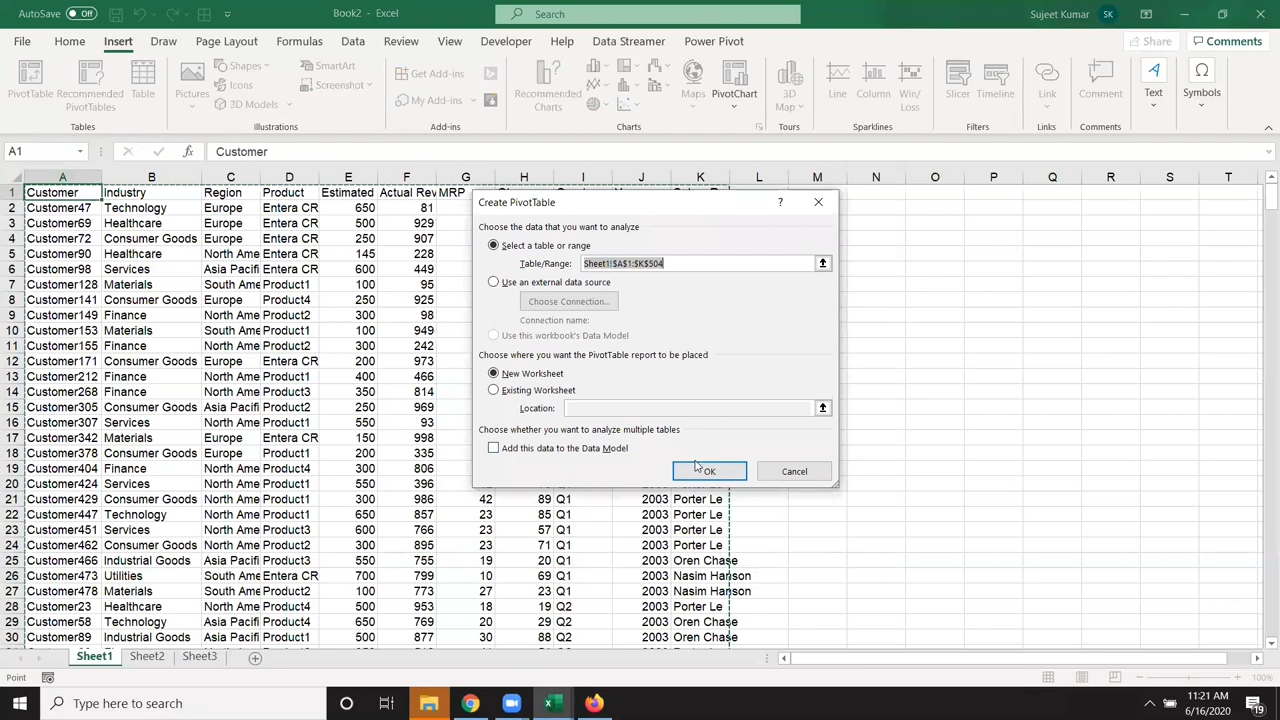 AutoSave Off Book2 - Excel Search Sujeet Kumar SK
File Home Insert Draw Page Layout Formulas Data Review View Developer Help Data Streamer Power Pivot Share Comments
PivotTable Recommended PivotTables Table Pictures Shapes Icons 3D Models SmartArt Screenshot Get Add-ins My Add-ins Recommended Charts Maps PivotChart 3D Map Line Column Win/Loss Slicer Timeline Link Comment Text Symbols
Tables Illustrations Add-ins Charts Tours Sparklines Filters Links Comments
A1 fx Customer
A B C D E F G H I J K L M N O P Q R S T
1 Customer Industry Region Product Estimated Actual Rev MRP
2 Customer47 Technology Europe Entera CR 650 81
3 Customer69 Healthcare Europe Entera CR 500 929
4 Customer72 Consumer Goods Europe Entera CR 250 907
5 Customer90 Healthcare North Ame Entera CR 145 228
6 Customer98 Services Asia Pacifi Entera CR 600 449
7 Customer128 Materials South Ame Product1 100 95
8 Customer141 Consumer Goods Europe Product4 250 925
9 Customer149 Finance Europe Product2 300 98
10 Customer153 Materials South Ame Product1 100 949
11 Customer155 Finance North Ame Product2 300 242
12 Customer171 Consumer Goods Europe Entera CR 200 973
13 Customer212 Finance North Ame Product1 400 466
14 Customer268 Finance North Ame Product3 350 814
15 Customer305 Consumer Goods Asia Pacifi Product2 250 969
16 Customer307 Services North Ame Product1 550 93
17 Customer342 Materials Europe Entera CR 150 998
18 Customer378 Consumer Goods Europe Product1 200 335
19 Customer404 Finance North Ame Product4 300 806
20 Customer424 Services North Ame Product1 550 396
21 Customer429 Consumer Goods North Ame Product1 300 986 42 89 Q1 2003 Porter Le
22 Customer447 Technology North Ame Product1 650 857 23 85 Q1 2003 Porter Le
23 Customer451 Services North Ame Product3 600 766 23 57 Q1 2003 Porter Le
24 Customer462 Consumer Goods North Ame Product2 300 895 23 71 Q1 2003 Porter Le
25 Customer466 Industrial Goods Asia Pacifi Product3 550 755 19 20 Q1 2003 Oren Chase
26 Customer473 Utilities South Ame Entera CR 700 799 10 69 Q1 2003 Nasim Hanson
27 Customer478 Materials South Ame Product2 100 773 27 23 Q1 2003 Nasim Hanson
28 Customer23 Healthcare North Ame Product4 500 953 18 19 Q2 2003 Porter Le
29 Customer58 Technology North Ame Product4 650 769 20 29 Q2 2003 Oren Chase
30 Customer89 Industrial Goods Asia Pacifi Product1 500 877 30 88 Q2 2003 Oren Chase
Create PivotTable ?
Choose the data that you want to analyze
Select a table or range
Table/Range: Sheet1!$A$1:$K$504
Use an external data source
Choose Connection...
Connection name:
Use this workbook's Data Model
Choose where you want the PivotTable report to be placed
New Worksheet
Existing Worksheet
Location:
Choose whether you want to analyze multiple tables
Add this data to the Data Model
OK Cancel
Sheet1 Sheet2 Sheet3
Point 100%
Type here to search
11:21 AM
6/16/2020
19